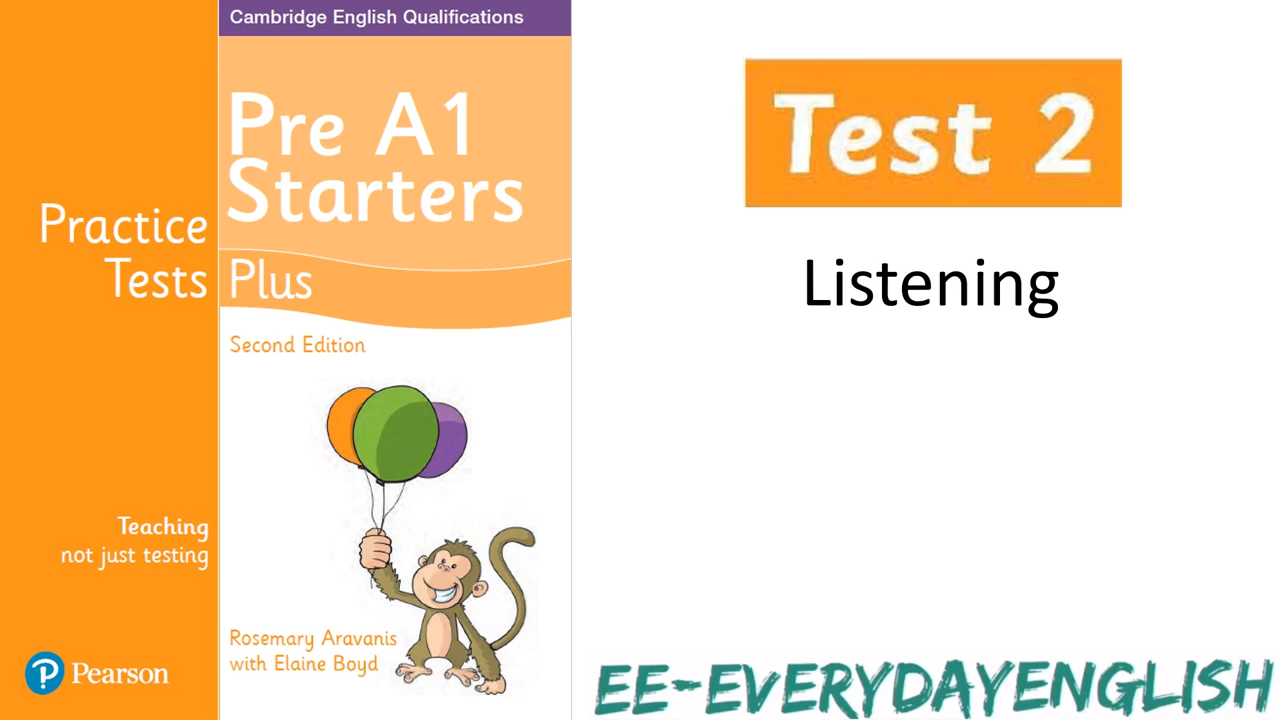 Cambridge English Qualifications
Pre A1
Starters
Practice
Tests
Plus
Second Edition
Teaching
not just testing
Rosemary Aravanis
with Elaine Boyd
P Pearson
Test 2
Listening
EE-EVERYDAYENGLISH